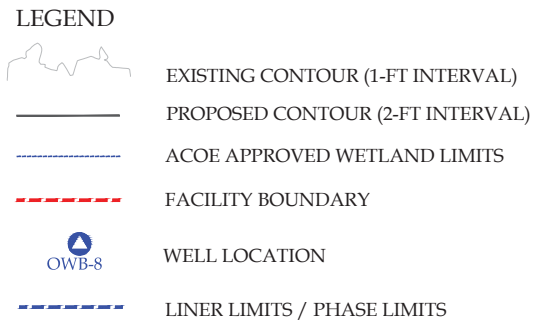 LEGEND
EXISTING CONTOUR (1-FT INTERVAL)
PROPOSED CONTOUR (2-FT INTERVAL)
ACOE APPROVED WETLAND LIMITS
FACILITY BOUNDARY
OWB-8 WELL LOCATION
LINER LIMITS / PHASE LIMITS